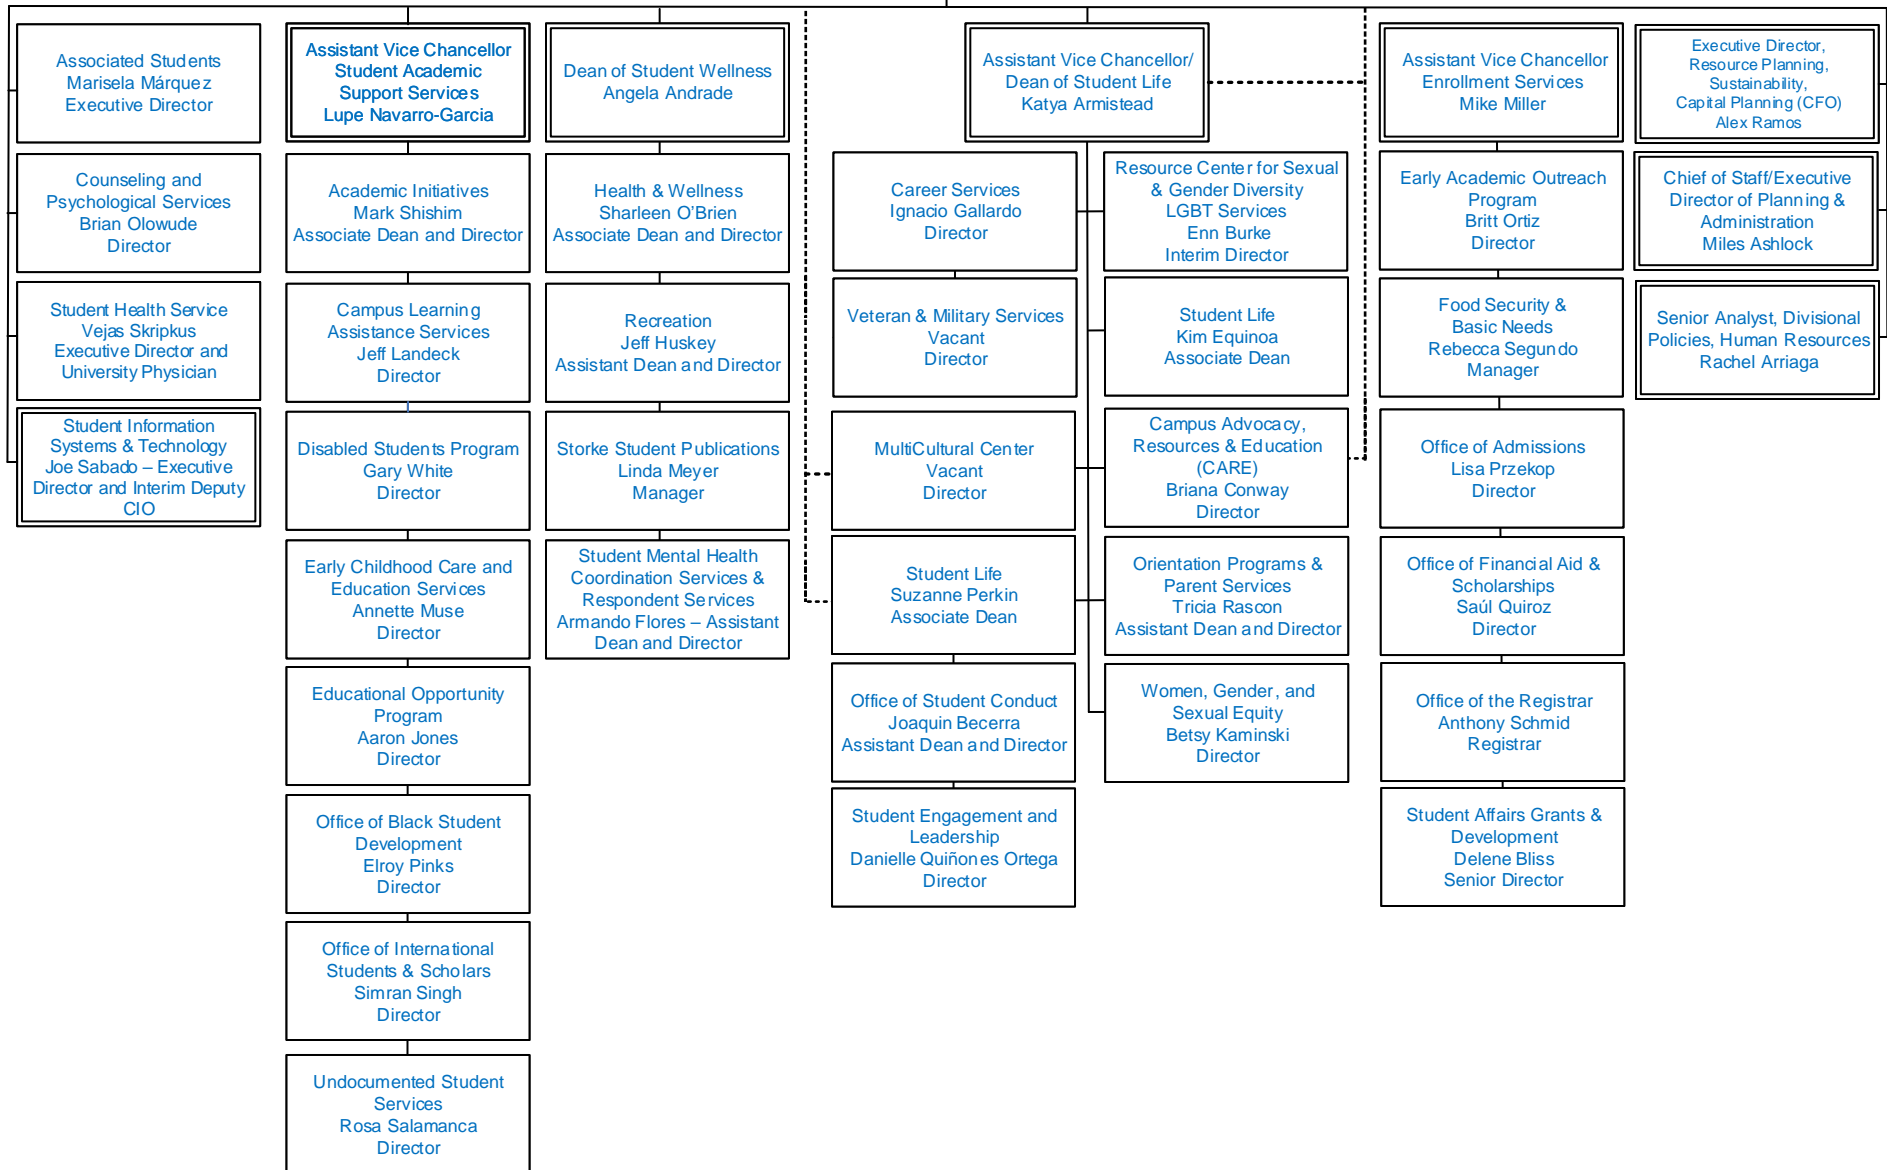 Associated Students
Marisela Márquez
Executive Director
Counseling and
Psychological Services
Brian Olowude
Director
Student Health Service
Vejas Skripkus
Executive Director and
University Physician
Student Information
Systems & Technology
Joe Sabado – Executive
Director and Interim Deputy
CIO
Assistant Vice Chancellor
Student Academic
Support Services
Lupe Navarro-Garcia
Academic Initiatives
Mark Shishim
Associate Dean and Director
Campus Learning
Assistance Services
Jeff Landeck
Director
Disabled Students Program
Gary White
Director
Early Childhood Care and
Education Services
Annette Muse
Director
Educational Opportunity
Program
Aaron Jones
Director
Office of Black Student
Development
Elroy Pinks
Director
Office of International
Students & Scholars
Simran Singh
Director
Undocumented Student
Services
Rosa Salamanca
Director
Dean of Student Wellness
Angela Andrade
Health & Wellness
Sharleen O’Brien
Associate Dean and Director
Recreation
Jeff Huskey
Assistant Dean and Director
Storke Student Publications
Linda Meyer
Manager
Student Mental Health
Coordination Services &
Respondent Services
Armando Flores – Assistant
Dean and Director
Assistant Vice Chancellor/
Dean of Student Life
Katya Armistead
Career Services
Ignacio Gallardo
Director
Veteran & Military Services
Vacant
Director
MultiCultural Center
Vacant
Director
Student Life
Suzanne Perkin
Associate Dean
Office of Student Conduct
Joaquin Becerra
Assistant Dean and Director
Student Engagement and
Leadership
Danielle Quiñones Ortega
Director
Resource Center for Sexual
& Gender Diversity
LGBT Services
Enn Burke
Interim Director
Student Life
Kim Equinoa
Associate Dean
Campus Advocacy,
Resources & Education
(CARE)
Briana Conway
Director
Orientation Programs &
Parent Services
Tricia Rascon
Assistant Dean and Director
Women, Gender, and
Sexual Equity
Betsy Kaminski
Director
Assistant Vice Chancellor
Enrollment Services
Mike Miller
Early Academic Outreach
Program
Britt Ortiz
Director
Food Security &
Basic Needs
Rebecca Segundo
Manager
Office of Admissions
Lisa Przekop
Director
Office of Financial Aid &
Scholarships
Saúl Quiroz
Director
Office of the Registrar
Anthony Schmid
Registrar
Student Affairs Grants &
Development
Delene Bliss
Senior Director
Executive Director,
Resource Planning,
Sustainability,
Capital Planning (CFO)
Alex Ramos
Chief of Staff/Executive
Director of Planning &
Administration
Miles Ashlock
Senior Analyst, Divisional
Policies, Human Resources
Rachel Arriaga